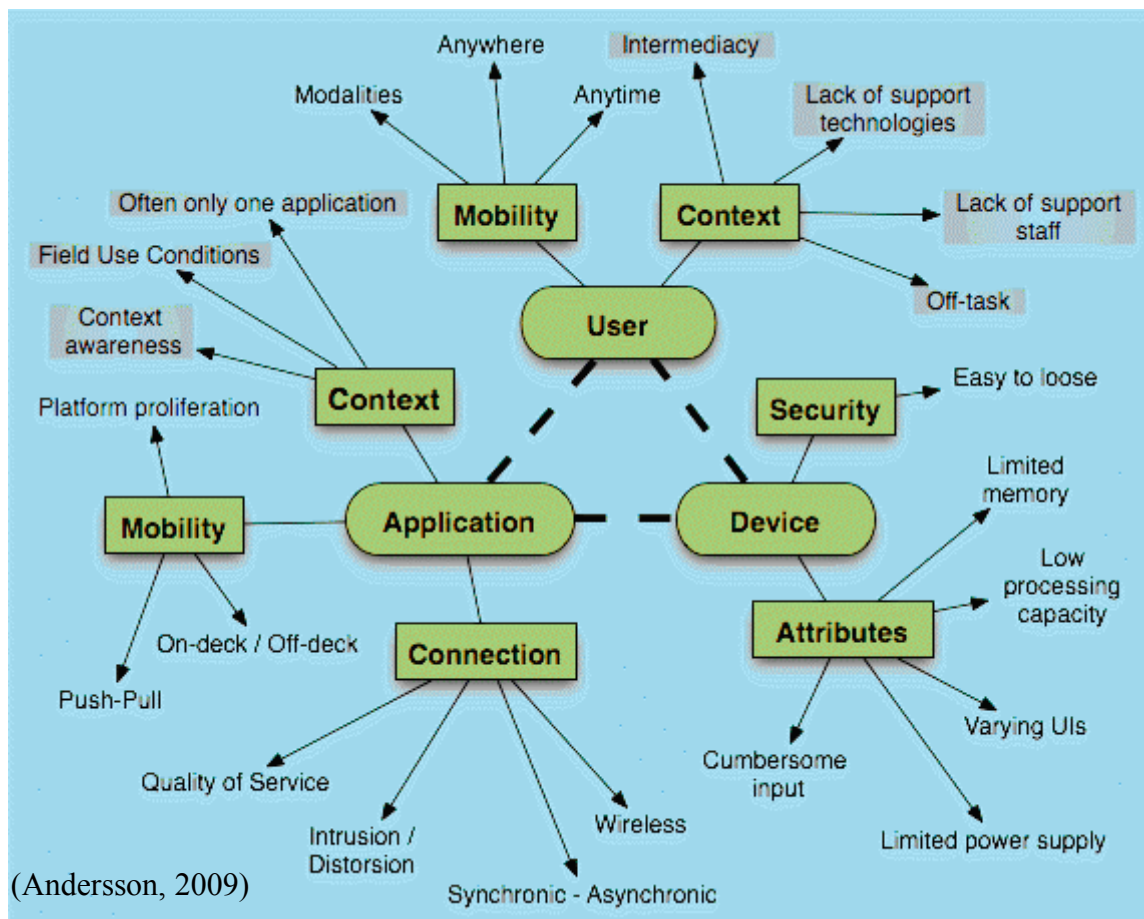 Anywhere
Intermediacy
Modalities
Anytime
Lack of support
technologies
Often only one application
Mobility
Context
Lack of support
staff
Field Use Conditions
Off-task
Context
awareness
User
Easy to loose
Platform proliferation
Context
Security
Limited
memory
Mobility
Application
Device
Low
processing
capacity
On-deck / Off-deck
Connection
Attributes
Push-Pull
Varying UIs
Quality of Service
Cumbersome
input
Intrusion /
Distorsion
Wireless
Limited power supply
(Andersson, 2009)
Synchronic - Asynchronic